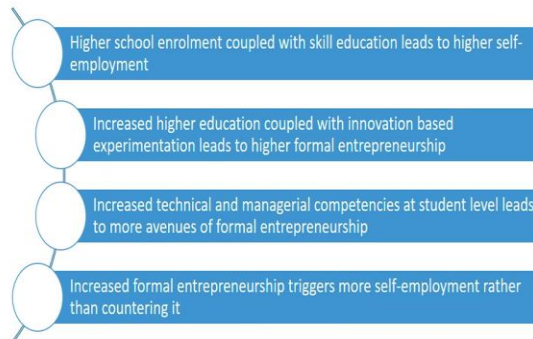 Higher school enrolment coupled with skill education leads to higher self-
employment
Increased higher education coupled with innovation based
experimentation leads to higher formal entrepreneurship
Increased technical and managerial competencies at student level leads
to more avenues of formal entrepreneurship
Increased formal entrepreneurship triggers more self-employment rather
than countering it